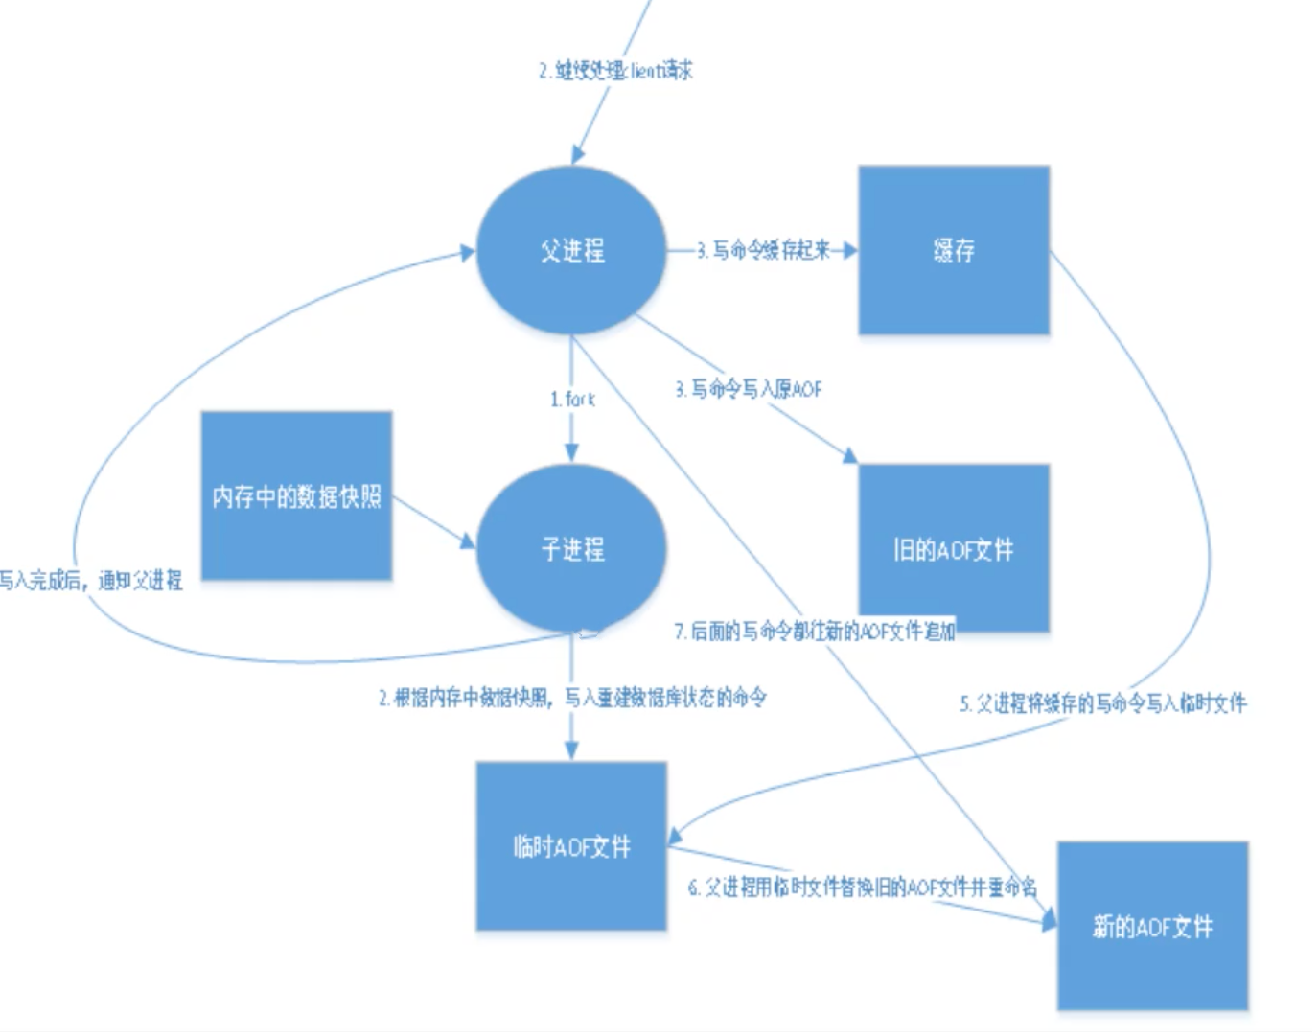 2. 继续处理client请求
父进程
3. 写命令缓存起来
缓存
3. 写命令写入原AOF
1. fork
内存中的数据快照
子进程
旧的AOF文件
写入完成后，通知父进程
7. 后面的写命令都往新的AOF文件追加
2. 根据内存中数据快照，写入重建数据库状态的命令
5. 父进程将缓存的写命令写入临时文件
临时AOF文件
6. 父进程用临时文件替换旧的AOF文件并重命名
新的AOF文件